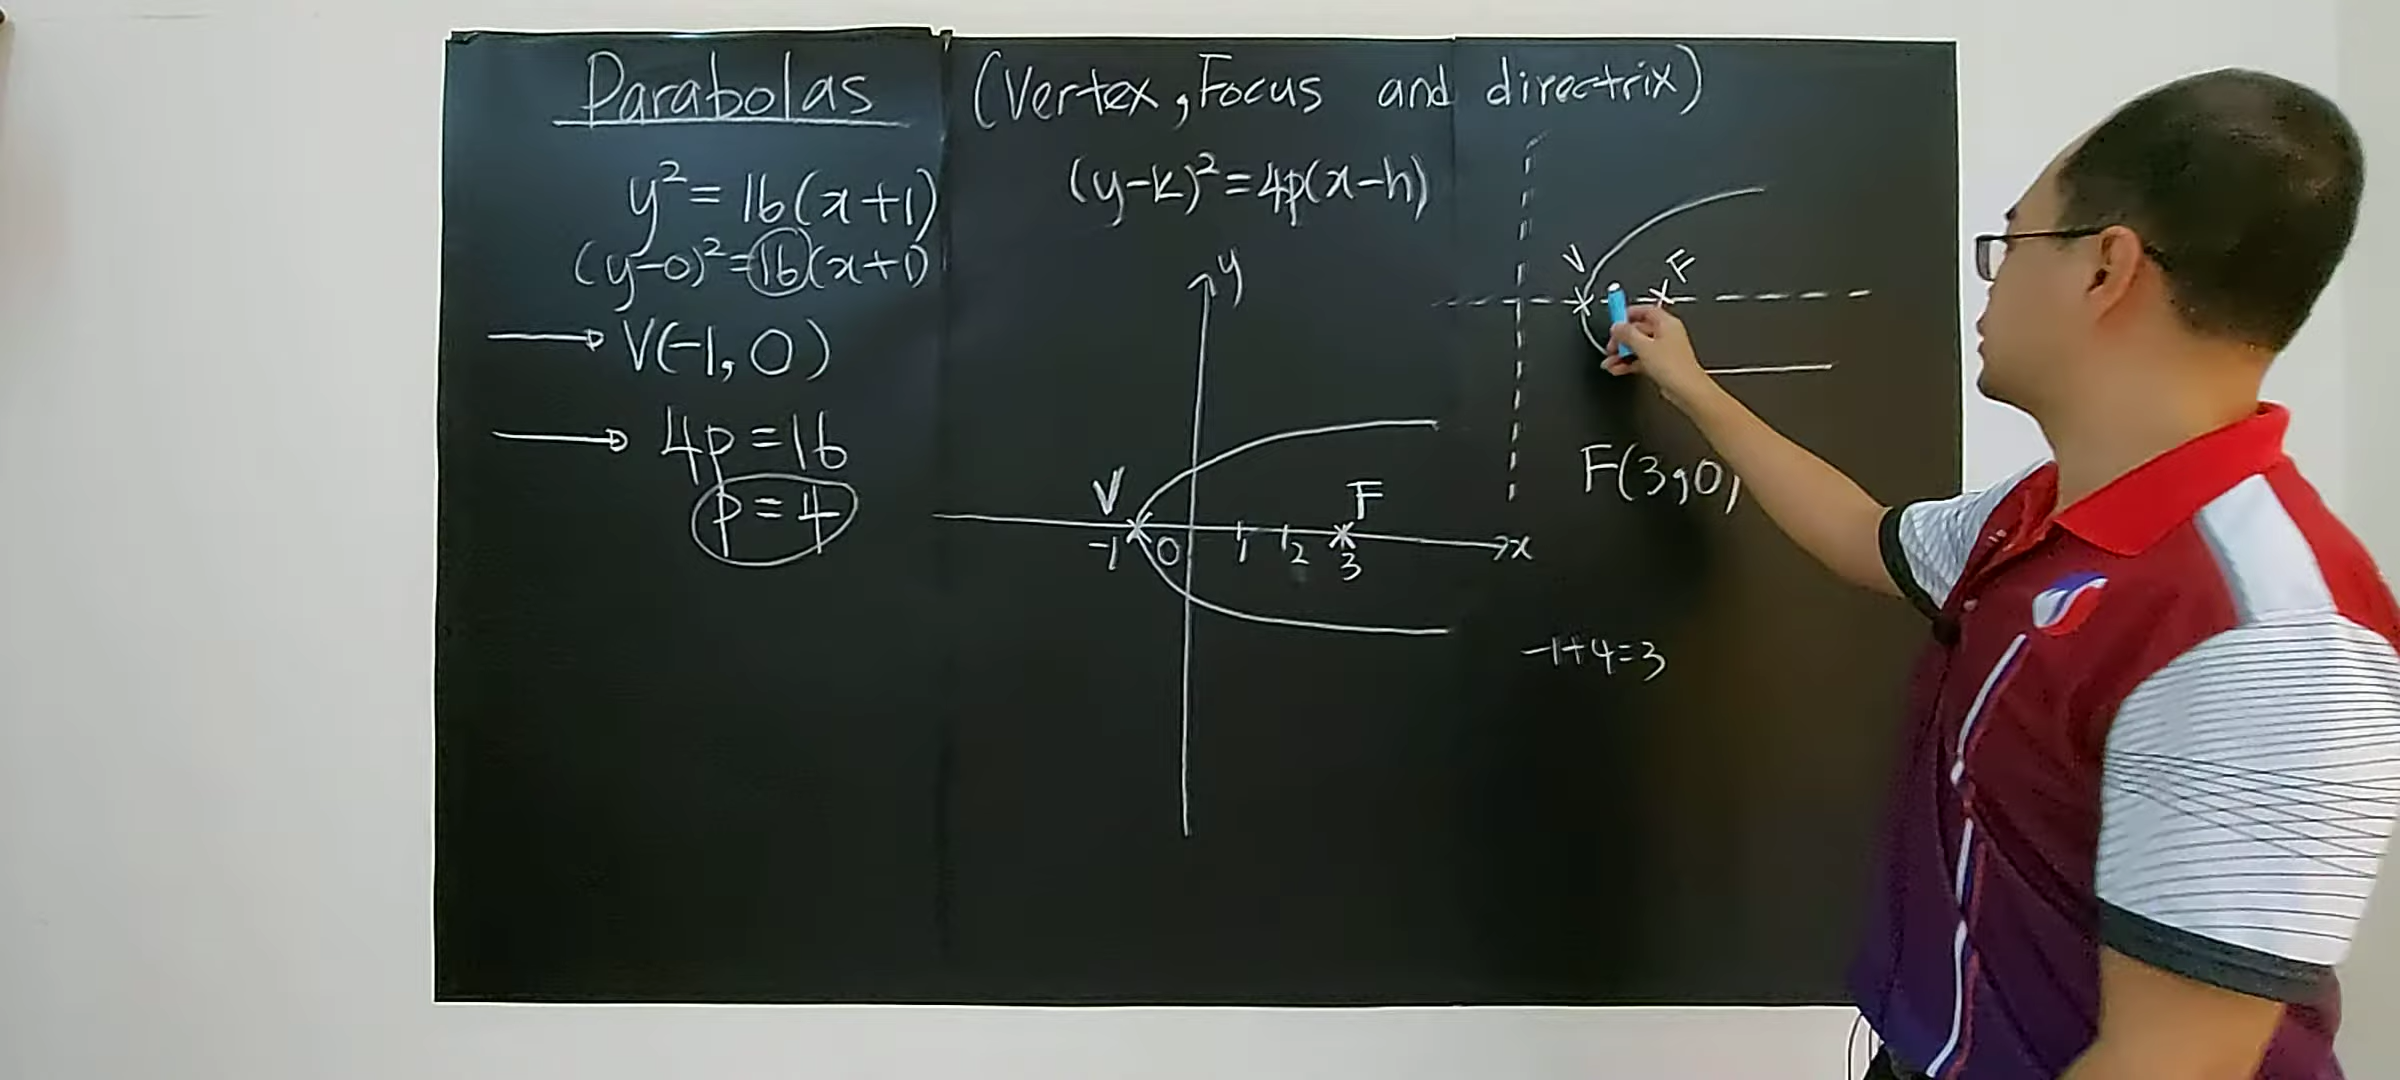 Parabolas (Vertex, Focus and directrix)
y² = 16(x+1)
(y-0)² = 16(x+1)
V(-1, 0)
4p = 16
p = 4
(y-k)² = 4p(x-h)
y
V
F
-1 0 1 2 3 x
V F
F(3,0)
-1+4=3